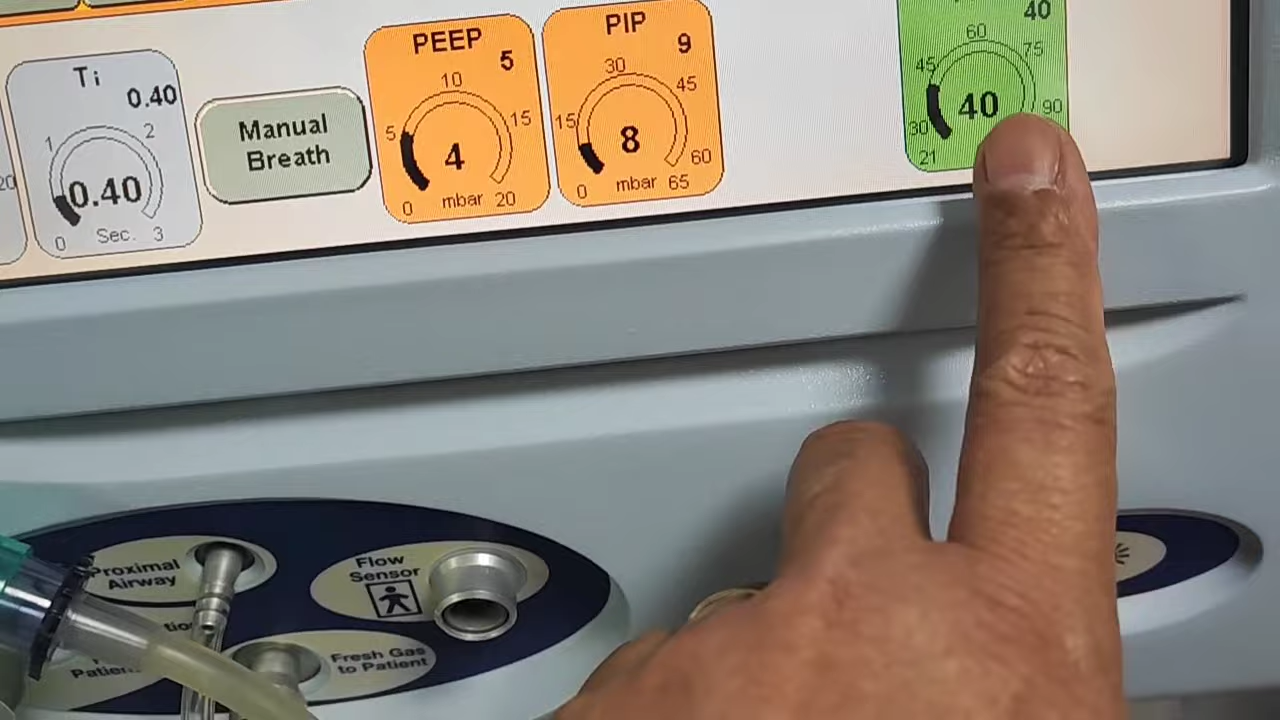 Ti
0.40
1
2
0.40
0
Sec.
3
20
Manual
Breath
PEEP
5
10
5
15
4
0
mbar
20
PIP
9
30
15
45
8
60
0
mbar
65
40
60
45
75
40
30
90
21
Proximal
Airway
Flow
Sensor
Fresh Gas
to Patient